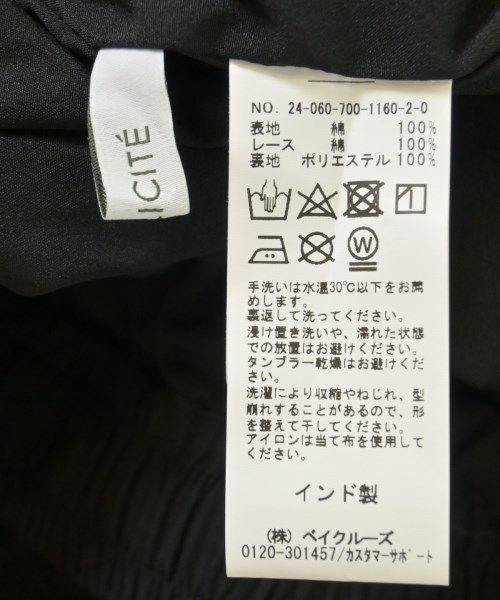 ICITÉ
NO. 24-060-700-1160-2-0
表地 綿 100%
レース 綿 100%
裏地 ポリエステル 100%
W
手洗いは水温30℃以下をお薦
めします。
裏返して洗ってください。
浸け置き洗いや、濡れた状態
での放置はお避けください。
タンブラー乾燥はお避けくだ
さい。
洗濯により収縮やねじれ、型
崩れすることがあるので、形
を整えて干してください。
アイロンは当て布を使用して
ください。
インド製
(株) ベイクルーズ
0120-301457/カスタマーサポート